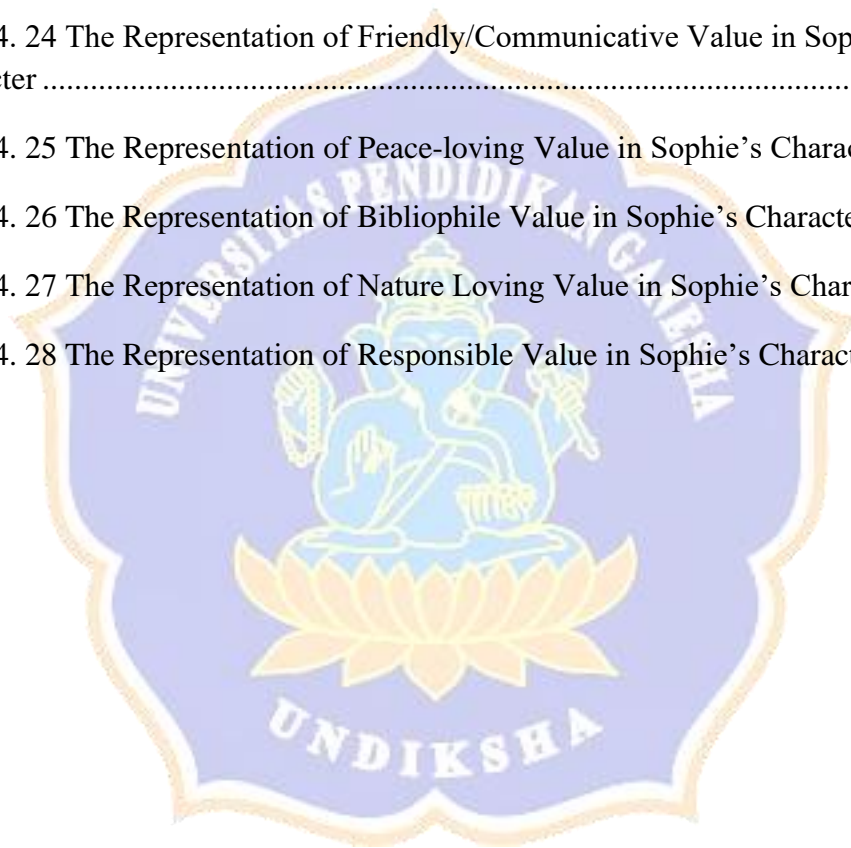 4. 24 The Representation of Friendly/Communicative Value in Sop
cter ..................................................................................................
4. 25 The Representation of Peace-loving Value in Sophie’s Charac
4. 26 The Representation of Bibliophile Value in Sophie’s Characte
4. 27 The Representation of Nature Loving Value in Sophie’s Char
4. 28 The Representation of Responsible Value in Sophie’s Charact
UNIVERSITAS PENDIDIKAN GANESHA
UNDIKSHA